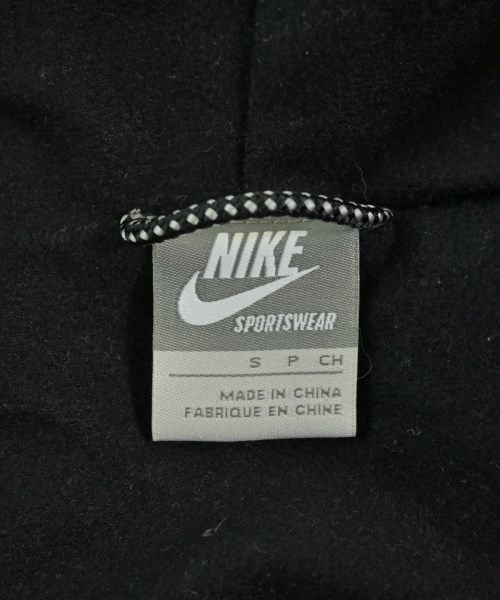 NIKE
SPORTSWEAR
S P CH
MADE IN CHINA
FABRIQUE EN CHINE